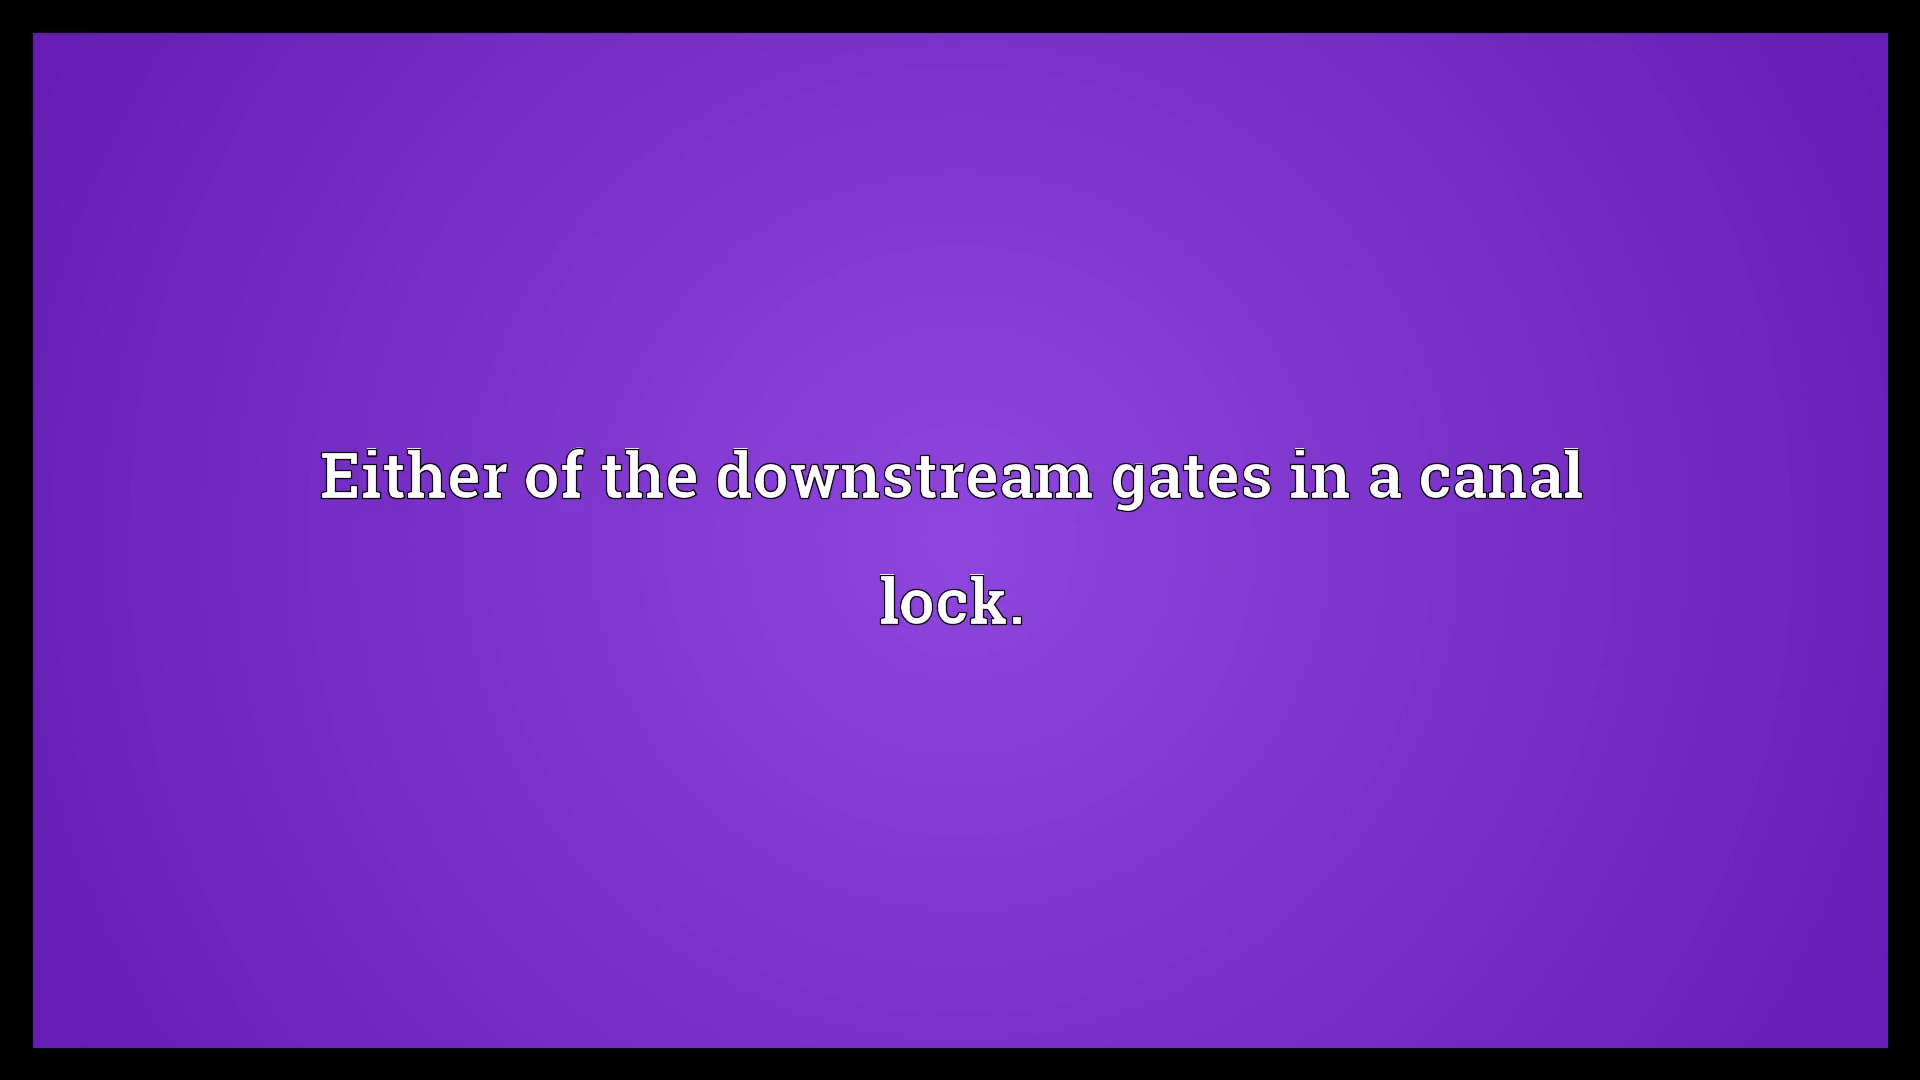 Either of the downstream gates in a canal
lock.